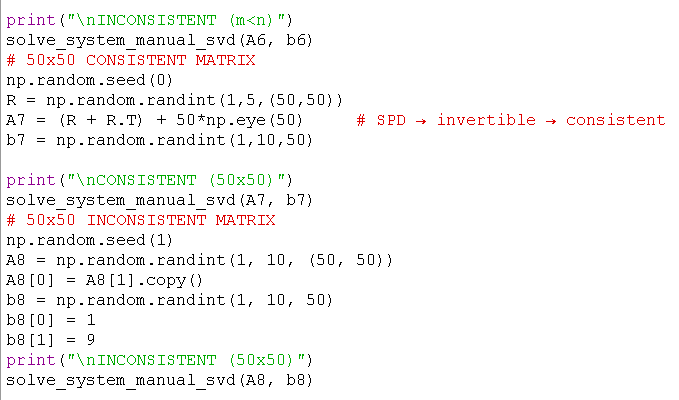 print("\nINCONSISTENT (m<n)")
solve_system_manual_svd(A6, b6)
# 50x50 CONSISTENT MATRIX
np.random.seed(0)
R = np.random.randint(1,5,(50,50))
A7 = (R + R.T) + 50*np.eye(50)     # SPD → invertible → consistent
b7 = np.random.randint(1,10,50)

print("\nCONSISTENT (50x50)")
solve_system_manual_svd(A7, b7)
# 50x50 INCONSISTENT MATRIX
np.random.seed(1)
A8 = np.random.randint(1, 10, (50, 50))
A8[0] = A8[1].copy()
b8 = np.random.randint(1, 10, 50)
b8[0] = 1
b8[1] = 9
print("\nINCONSISTENT (50x50)")
solve_system_manual_svd(A8, b8)